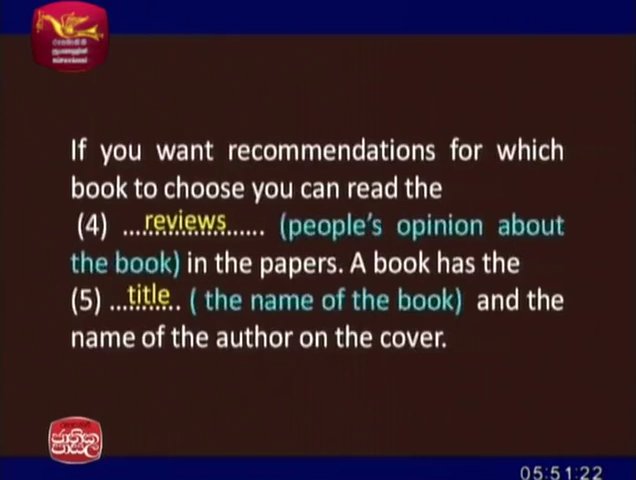 If you want recommendations for which
book to choose you can read the
(4) ...reviews...... (people's opinion about
the book) in the papers. A book has the
(5) ...title... ( the name of the book) and the
name of the author on the cover.
ජාතික
පාසල
05:51:22